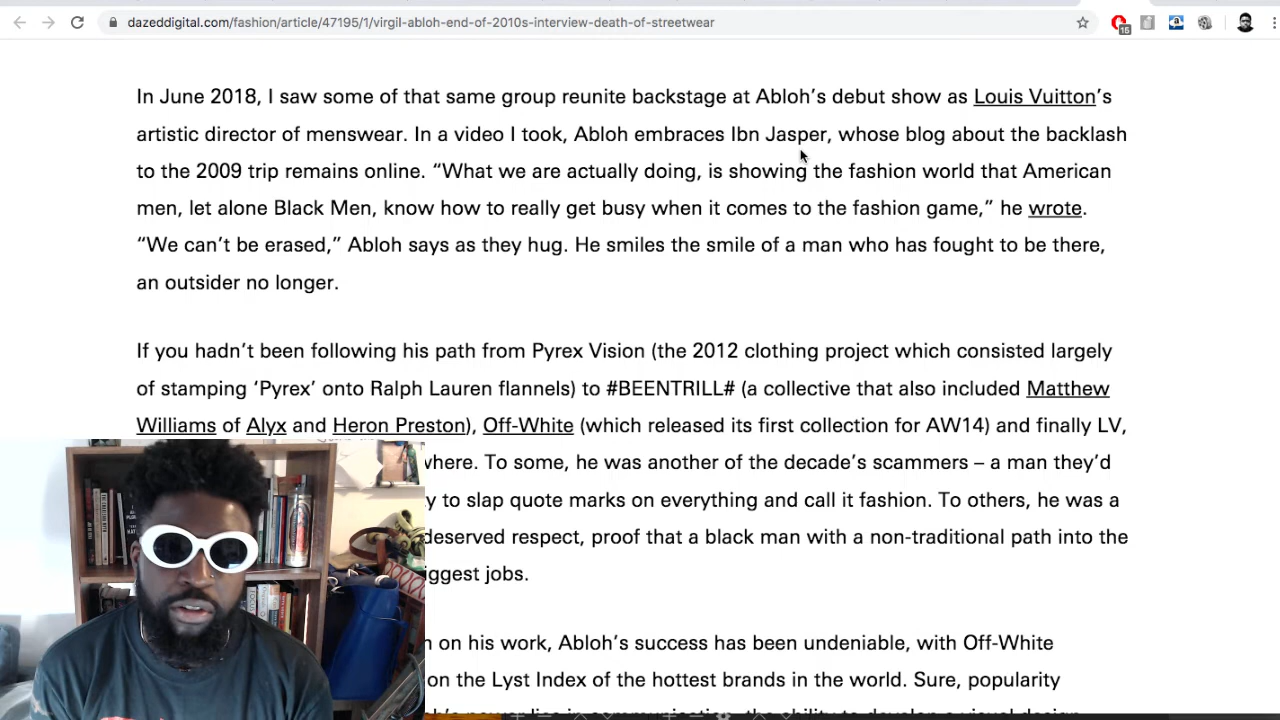 dazeddigital.com/fashion/article/47195/1/virgil-abloh-end-of-2010s-interview-death-of-streetwear
15
In June 2018, I saw some of that same group reunite backstage at Abloh’s debut show as Louis Vuitton’s
artistic director of menswear. In a video I took, Abloh embraces Ibn Jasper, whose blog about the backlash
to the 2009 trip remains online. “What we are actually doing, is showing the fashion world that American
men, let alone Black Men, know how to really get busy when it comes to the fashion game,” he wrote.
“We can’t be erased,” Abloh says as they hug. He smiles the smile of a man who has fought to be there,
an outsider no longer.
If you hadn’t been following his path from Pyrex Vision (the 2012 clothing project which consisted largely
of stamping ‘Pyrex’ onto Ralph Lauren flannels) to #BEENTRILL# (a collective that also included Matthew
Williams of Alyx and Heron Preston), Off-White (which released its first collection for AW14) and finally LV,
where. To some, he was another of the decade’s scammers – a man they’d
y to slap quote marks on everything and call it fashion. To others, he was a
deserved respect, proof that a black man with a non-traditional path into the
iggest jobs.
n on his work, Abloh’s success has been undeniable, with Off-White
on the Lyst Index of the hottest brands in the world. Sure, popularity